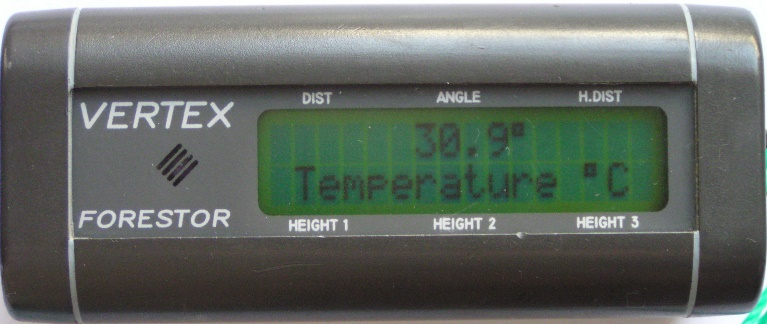 DIST ANGLE H.DIST
VERTEX
30.9°
Temperature °C
FORESTOR
HEIGHT 1 HEIGHT 2 HEIGHT 3